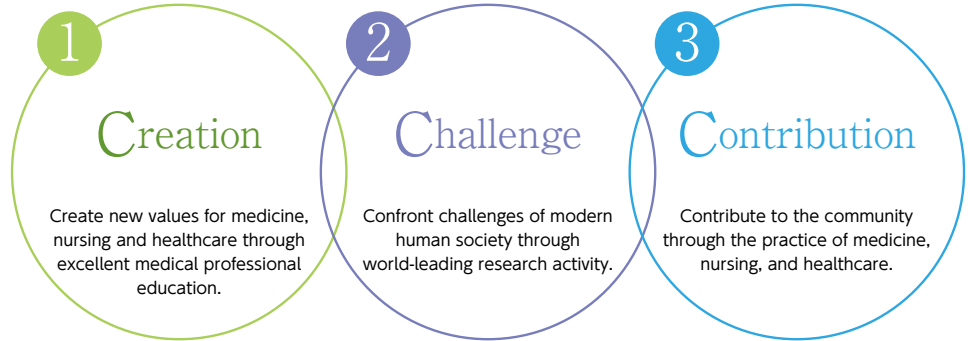 1
Creation
Create new values for medicine,
nursing and healthcare through
excellent medical professional
education.
2
Challenge
Confront challenges of modern
human society through
world-leading research activity.
3
Contribution
Contribute to the community
through the practice of medicine,
nursing, and healthcare.